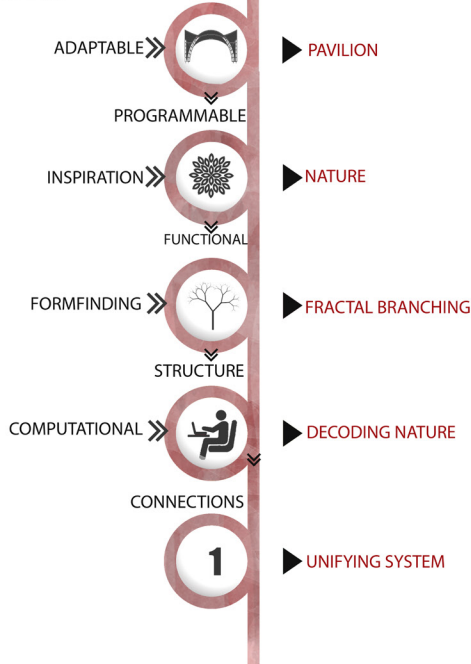 ADAPTABLE
PAVILION
PROGRAMMABLE
INSPIRATION
NATURE
FUNCTIONAL
FORMFINDING
FRACTAL BRANCHING
STRUCTURE
COMPUTATIONAL
DECODING NATURE
CONNECTIONS
1
UNIFYING SYSTEM